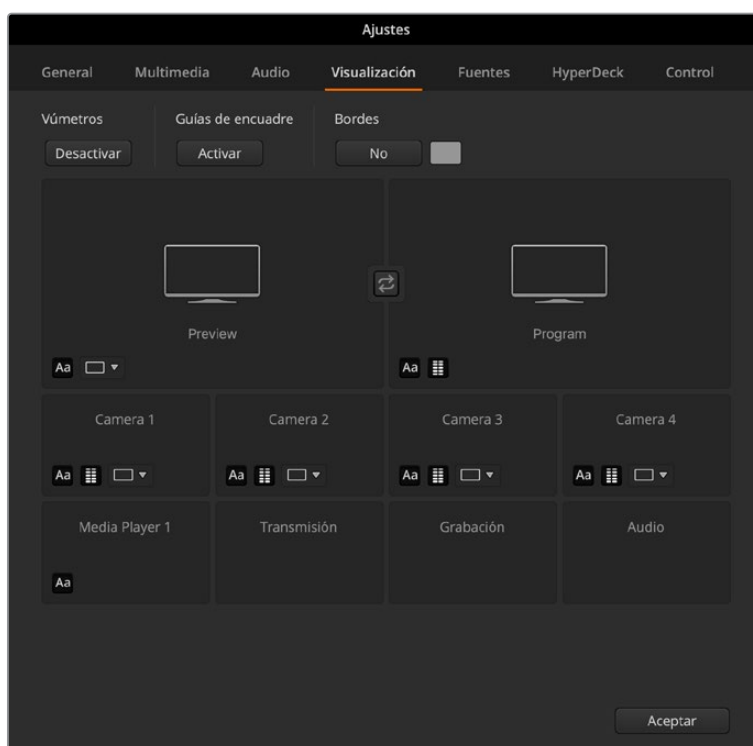 Ajustes
General Multimedia Audio Visualización Fuentes HyperDeck Control
Vúmetros Guías de encuadre Bordes
Desactivar Activar No
Preview Program
Aa Aa
Camera 1 Camera 2 Camera 3 Camera 4
Aa Aa Aa Aa
Media Player 1 Transmisión Grabación Audio
Aa
Aceptar